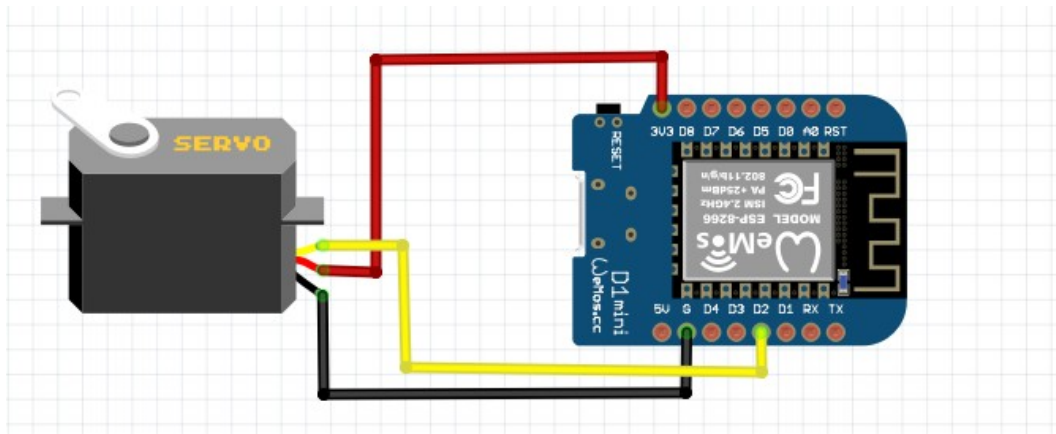 SERVO
3V3 D8 D7 D6 D5 D0 A0 RST
RESET
802.11b/g/n
PA +25dBm
ISM 2.4GHz
MODEL ESP-8266
FC
WeMos
D1 mini
WeMos.cc
5V G D4 D3 D2 D1 RX TX